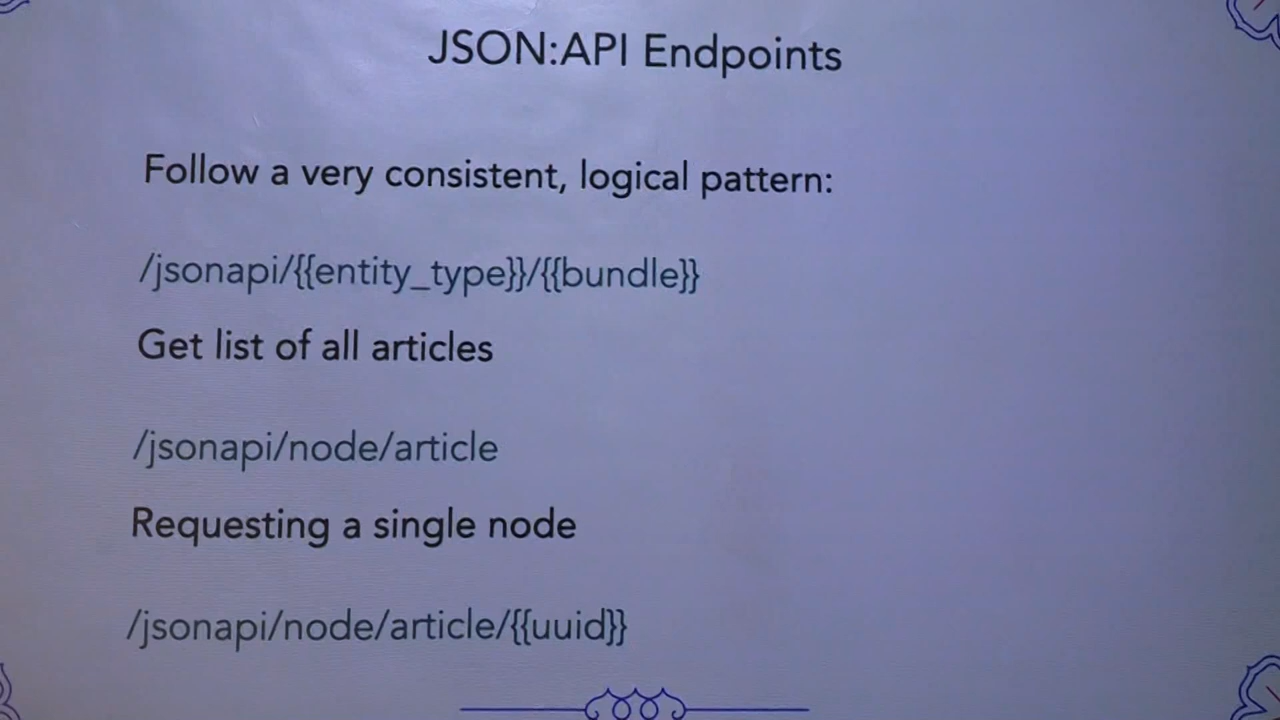 JSON:API Endpoints
Follow a very consistent, logical pattern:
/jsonapi/{{entity_type}}/{{bundle}}
Get list of all articles
/jsonapi/node/article
Requesting a single node
/jsonapi/node/article/{{uuid}}